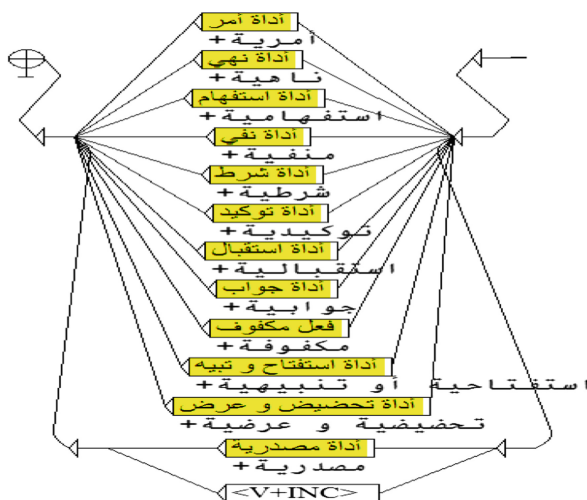 أداة أمر
أمرية+
أداة نهي
ناهية+
أداة استفهام
استفهامية+
أداة نفي
منفية+
أداة شرط
شرطية+
أداة توكيد
توكيدية+
أداة استقبال
استقبالية+
أداة جواب
جوابية+
فعل مكفوف
مكفوفة+
أداة استفتاح و تبيه
استفتاحية أو تنبيهية+
أداة تحضيض و عرض
تحضيضية و عرضية+
أداة مصدرية
مصدرية+
<V+INC>